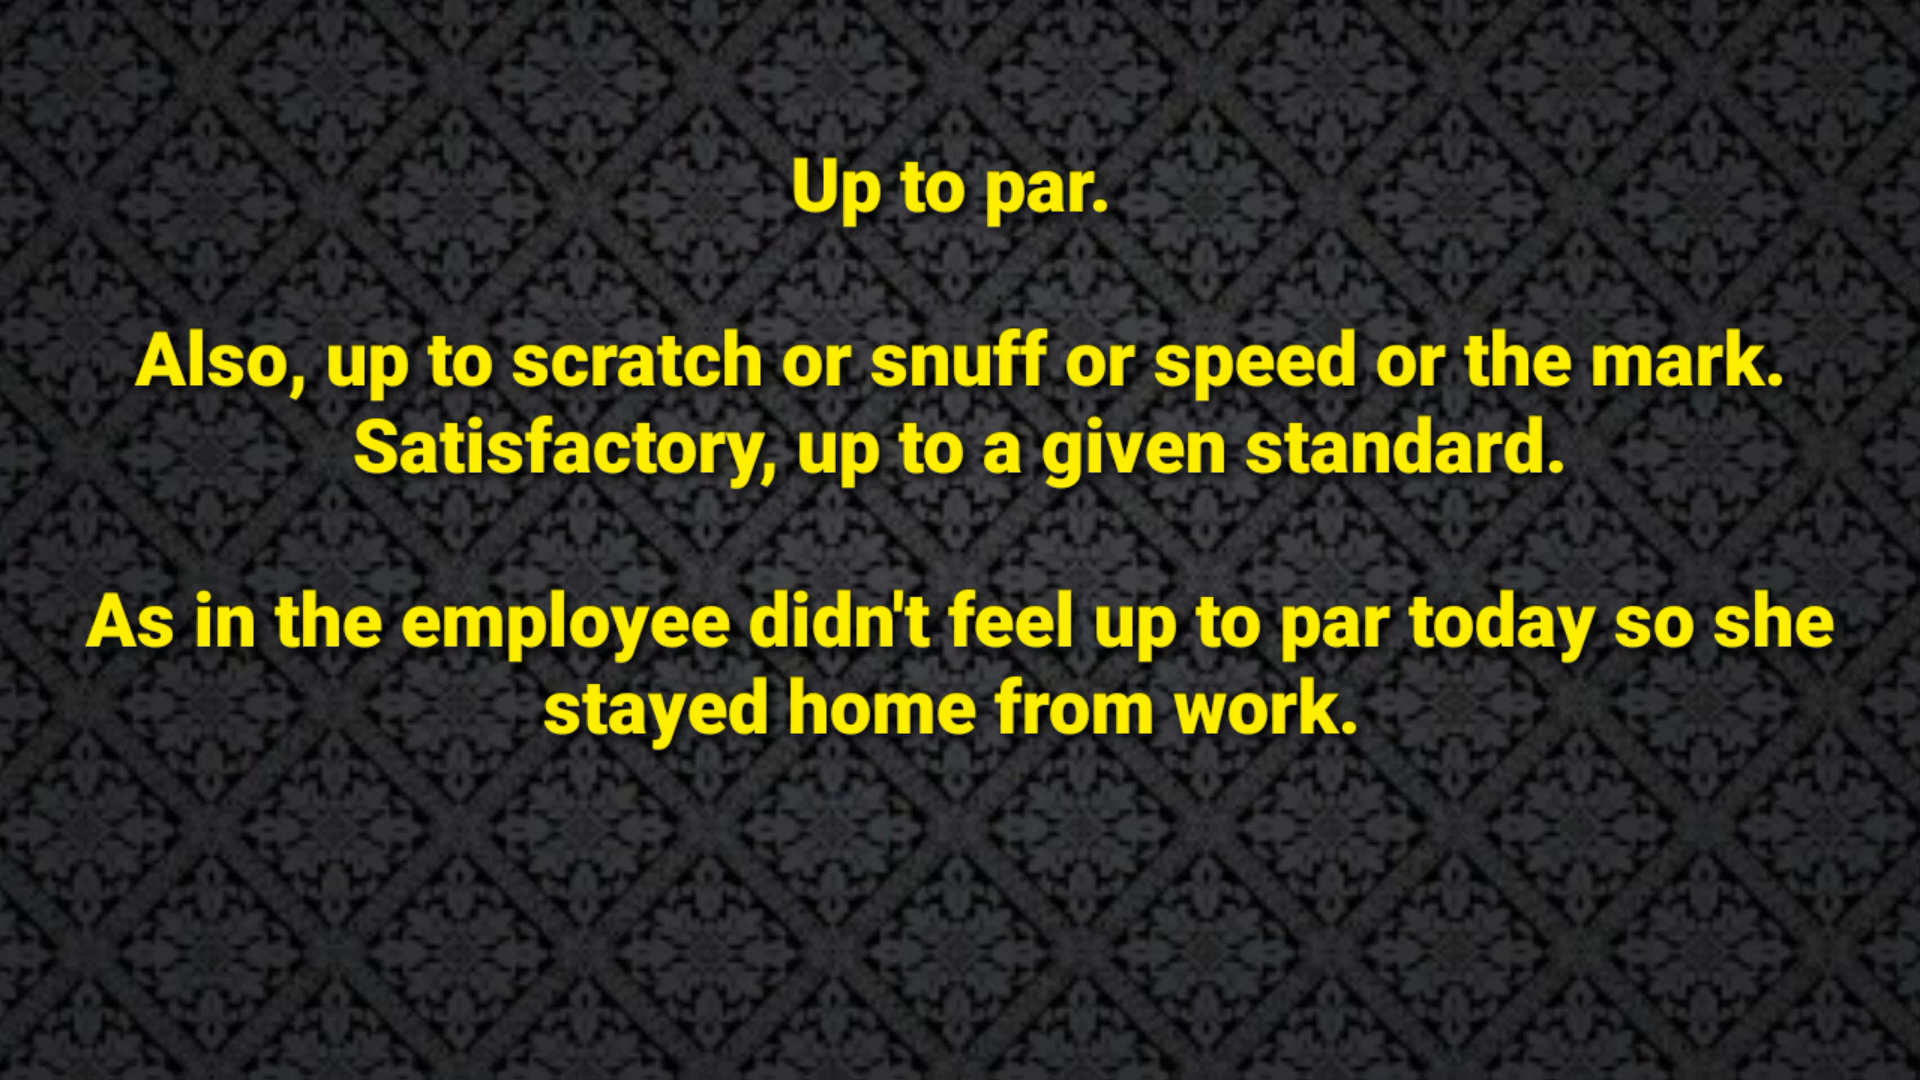 Up to par.
Also, up to scratch or snuff or speed or the mark.
Satisfactory, up to a given standard.
As in the employee didn't feel up to par today so she
stayed home from work.